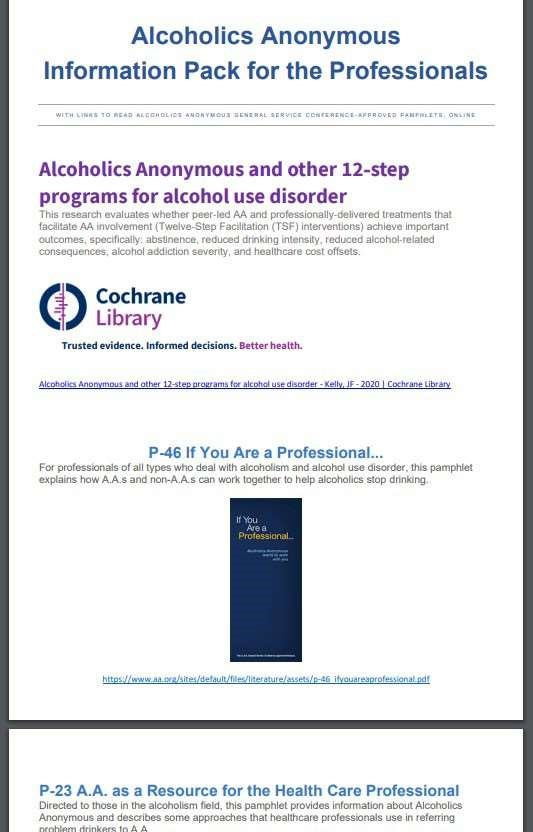 Alcoholics Anonymous
Information Pack for the Professionals
WITH LINKS TO READ ALCOHOLICS ANONYMOUS GENERAL SERVICE CONFERENCE-APPROVED PAMPHLETS, ONLINE
Alcoholics Anonymous and other 12-step
programs for alcohol use disorder
This research evaluates whether peer-led AA and professionally-delivered treatments that
facilitate AA involvement (Twelve-Step Facilitation (TSF) interventions) achieve important
outcomes, specifically: abstinence, reduced drinking intensity, reduced alcohol-related
consequences, alcohol addiction severity, and healthcare cost offsets.
Cochrane
Library
Trusted evidence. Informed decisions. Better health.
Alcoholics Anonymous and other 12-step programs for alcohol use disorder - Kelly, JF - 2020 | Cochrane Library
P-46 If You Are a Professional...
For professionals of all types who deal with alcoholism and alcohol use disorder, this pamphlet
explains how A.A.s and non-A.A.s can work together to help alcoholics stop drinking.
If You
Are a
Professional...
Alcoholics Anonymous
wants to work
with you
https://www.aa.org/sites/default/files/literature/assets/p-46_ifyouareaprofessional.pdf
P-23 A.A. as a Resource for the Health Care Professional
Directed to those in the alcoholism field, this pamphlet provides information about Alcoholics
Anonymous and describes some approaches that healthcare professionals use in referring
problem drinkers to A.A.